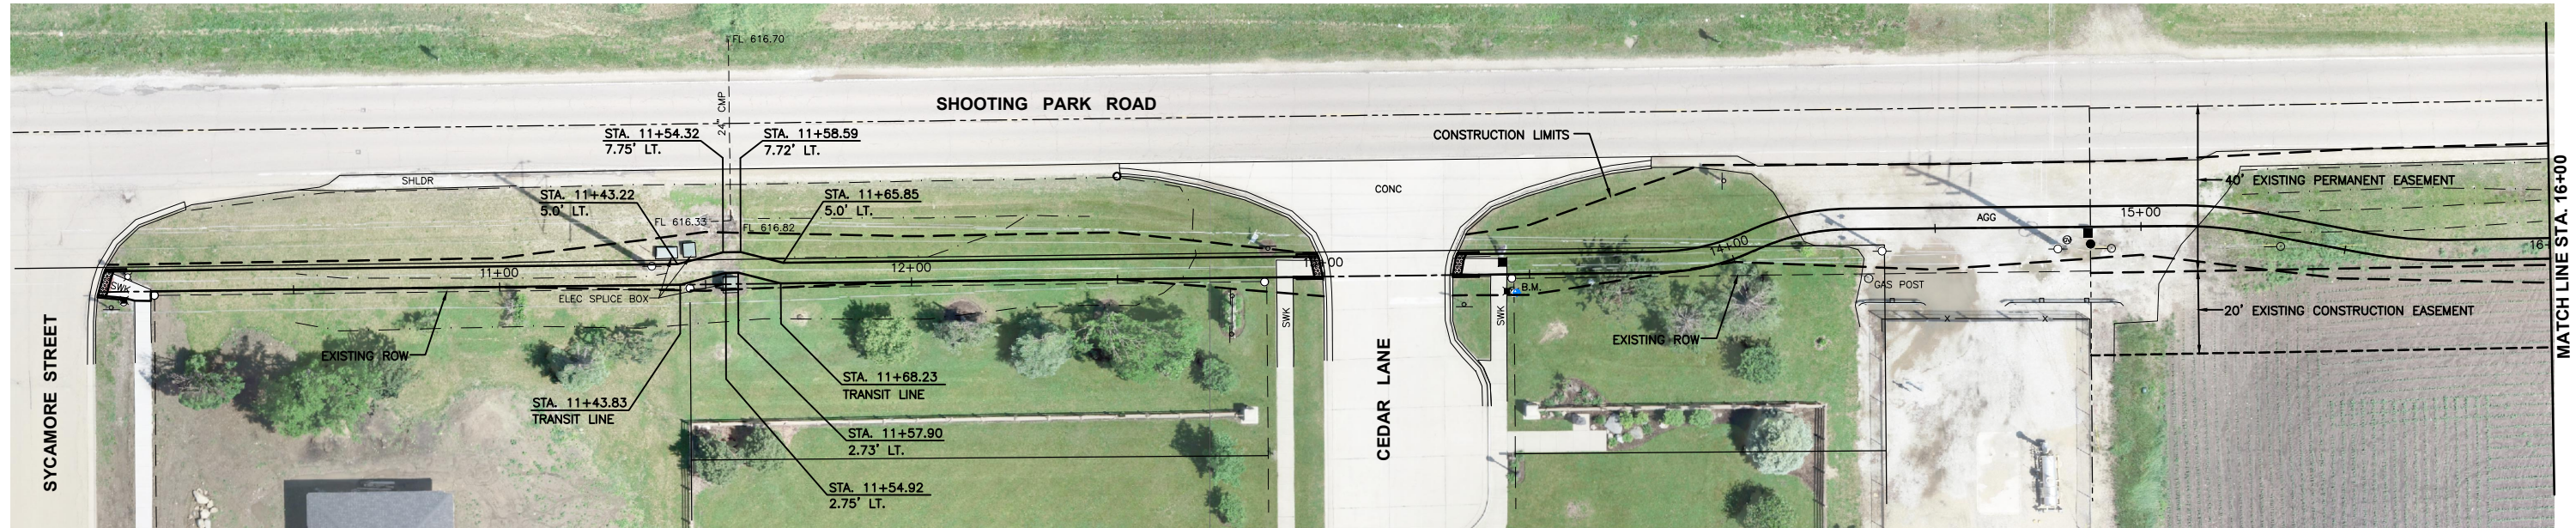 FL 616.70
24" CMP
SHOOTING PARK ROAD
STA. 11+54.32
7.75' LT.
STA. 11+58.59
7.72' LT.
CONSTRUCTION LIMITS
SHLDR
CONC
STA. 11+43.22
5.0' LT.
STA. 11+65.85
5.0' LT.
FL 616.33
FL 616.82
40' EXISTING PERMANENT EASEMENT
AGG
15+00
14+00
16+
11+00
12+00
13+00
SWK
ELEC SPLICE BOX
B.M.
GAS POST
20' EXISTING CONSTRUCTION EASEMENT
MATCH LINE STA. 16+00
SWK
SWK
EXISTING ROW
EXISTING ROW
SYCAMORE STREET
CEDAR LANE
STA. 11+68.23
TRANSIT LINE
STA. 11+43.83
TRANSIT LINE
STA. 11+57.90
2.73' LT.
STA. 11+54.92
2.75' LT.
X
X